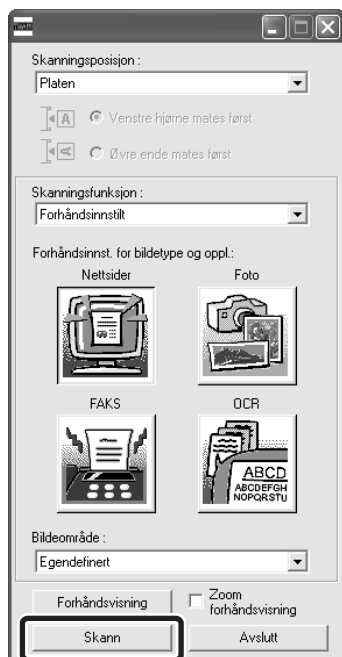 Skanningsposisjon :
Platen
A
Venstre hjørne mates først
A
Øvre ende mates først
Skanningsfunksjon :
Forhåndsinnstilt
Forhåndsinnst. for bildetype og oppl.:
Nettsider
Foto
FAKS
OCR
ABCD
ABCDEFGH
NOPQRSTU
Bildeområde :
Egendefinert
Forhåndsvisning
Zoom
forhåndsvisning
Skann
Avslutt